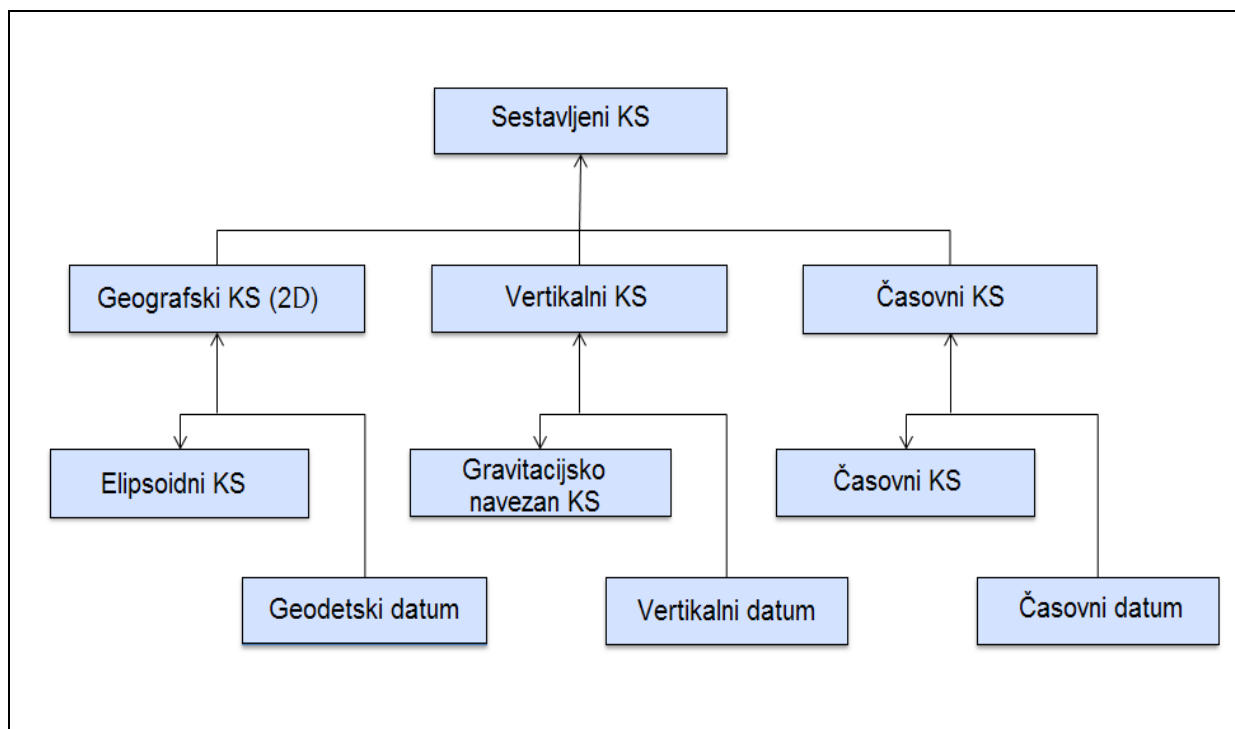 Sestavljeni KS
Geografski KS (2D)
Vertikalni KS
Časovni KS
Elipsoidni KS
Gravitacijsko
navezan KS
Časovni KS
Geodetski datum
Vertikalni datum
Časovni datum